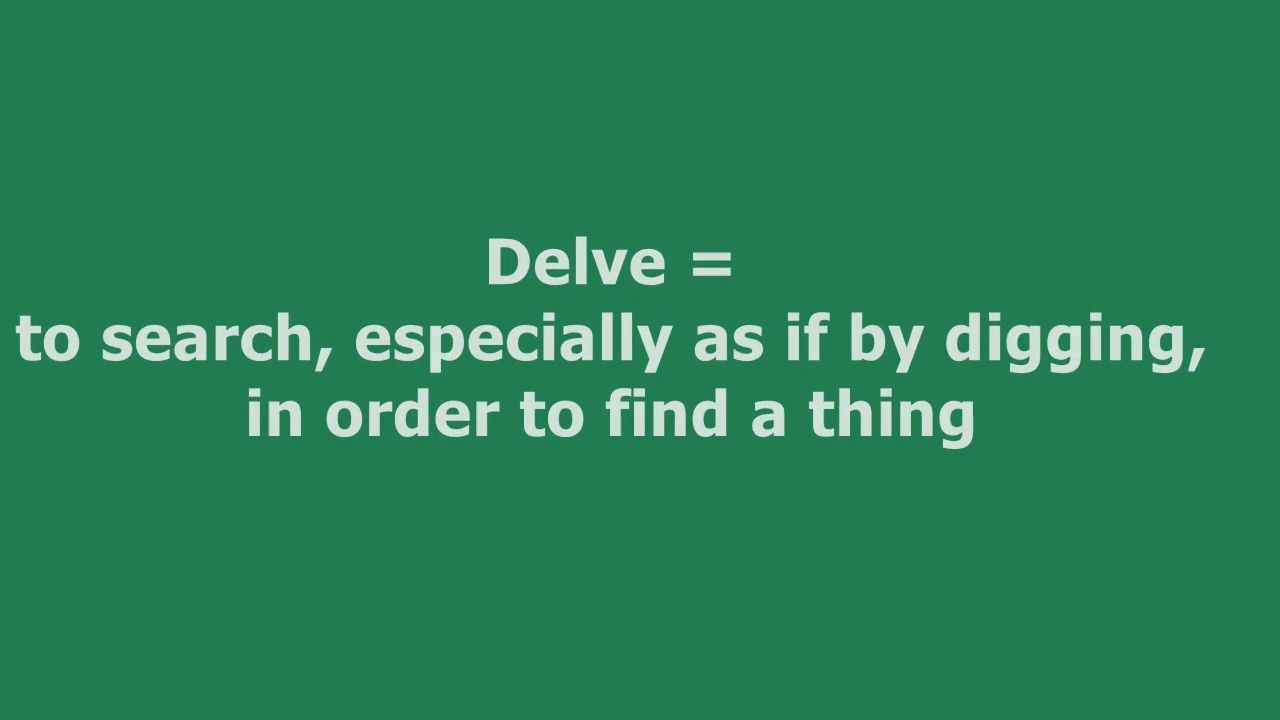 Delve =
to search, especially as if by digging,
in order to find a thing